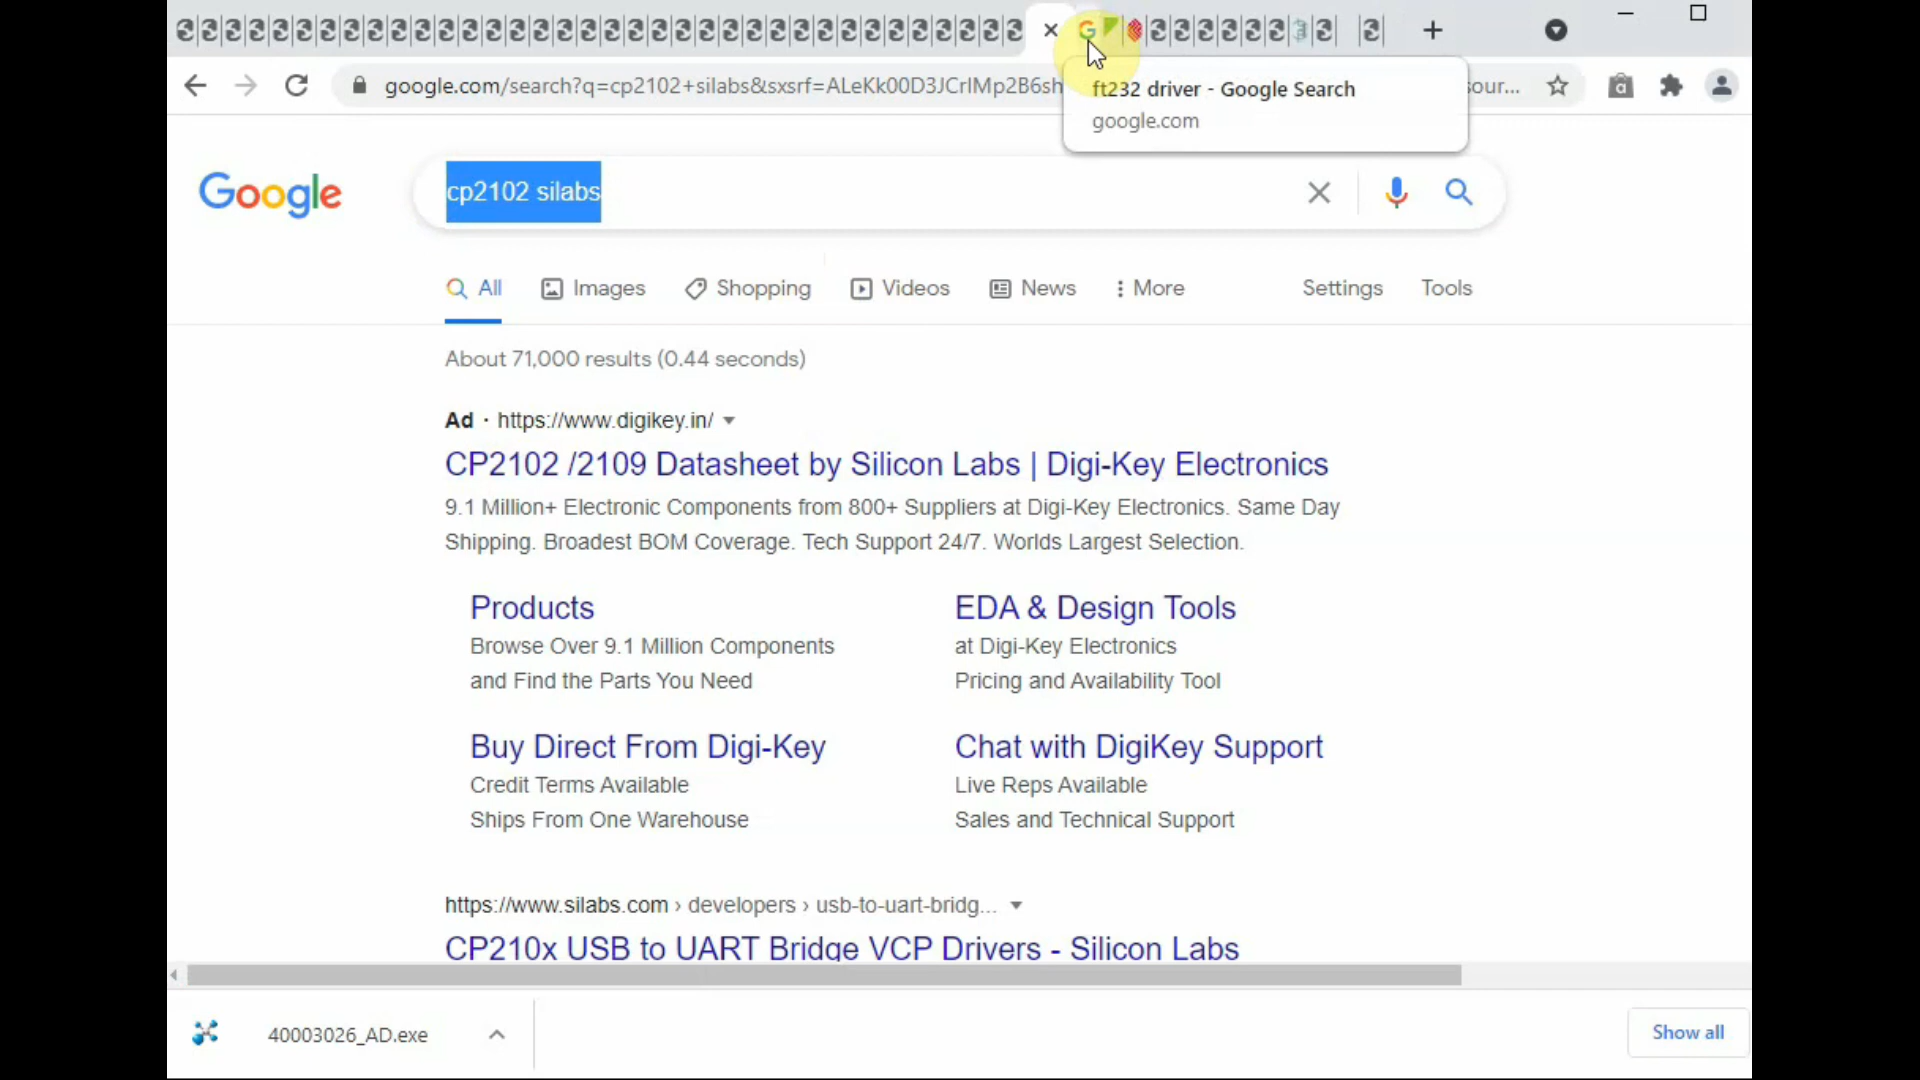 google.com/search?q=cp2102+silabs&sxsrf=ALeKk00D3JCrIMp2B6sh
sour...
ft232 driver - Google Search
google.com
Google
cp2102 silabs
All
Images
Shopping
Videos
News
More
Settings
Tools
About 71,000 results (0.44 seconds)
Ad · https://www.digikey.in/
CP2102 /2109 Datasheet by Silicon Labs | Digi-Key Electronics
9.1 Million+ Electronic Components from 800+ Suppliers at Digi-Key Electronics. Same Day
Shipping. Broadest BOM Coverage. Tech Support 24/7. Worlds Largest Selection.
Products
Browse Over 9.1 Million Components
and Find the Parts You Need
EDA & Design Tools
at Digi-Key Electronics
Pricing and Availability Tool
Buy Direct From Digi-Key
Credit Terms Available
Ships From One Warehouse
Chat with DigiKey Support
Live Reps Available
Sales and Technical Support
https://www.silabs.com › developers › usb-to-uart-bridg...
CP210x USB to UART Bridge VCP Drivers - Silicon Labs
40003026_AD.exe
Show all